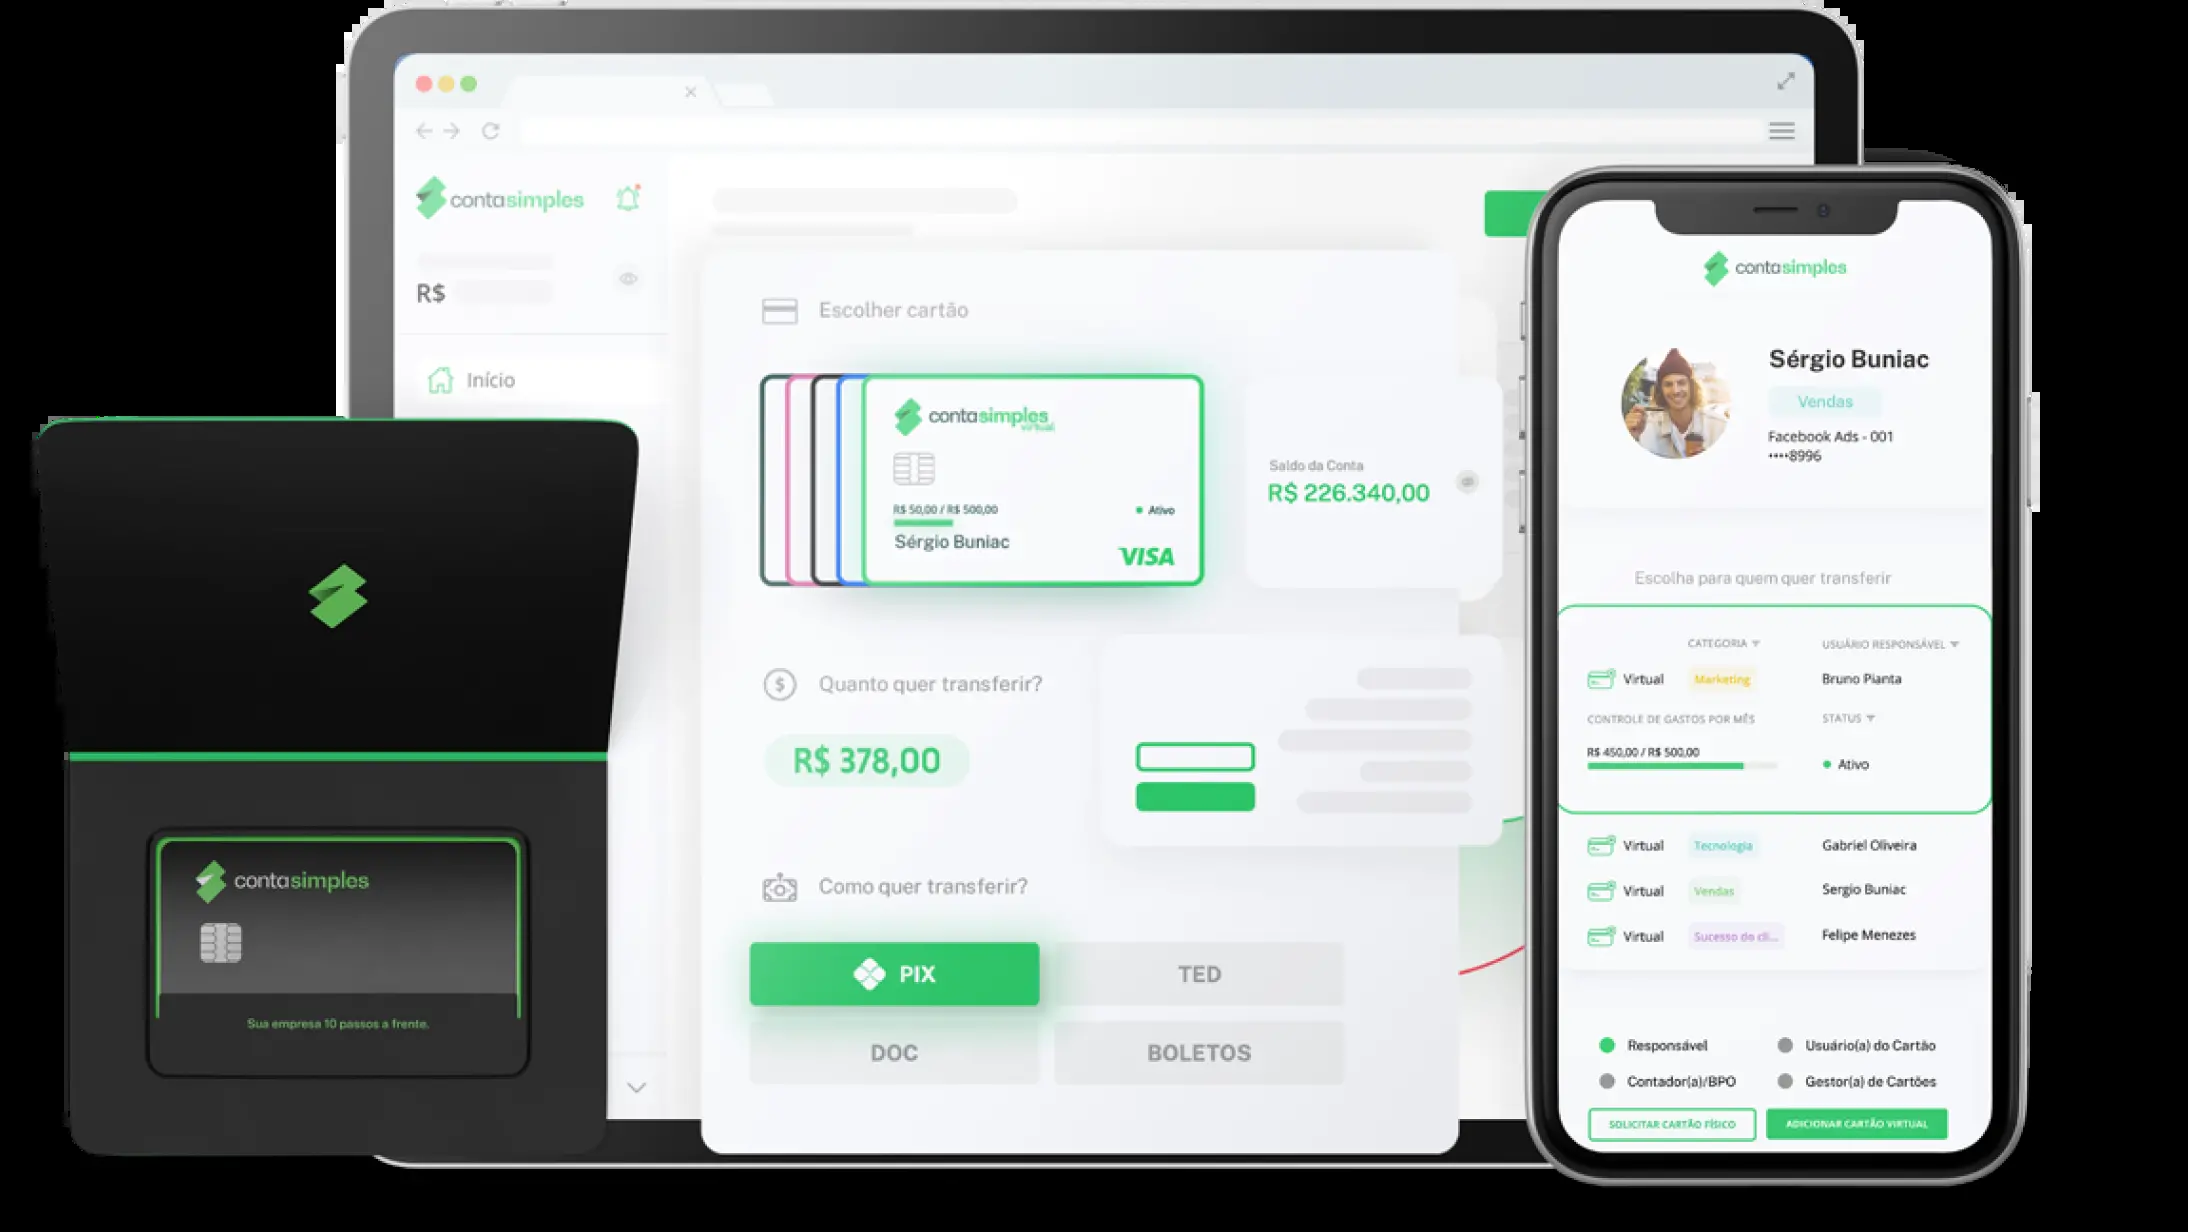 contasimples
R$
Início
Escolher cartão
contasimples
virtual
R$ 50,00 / R$ 500,00
Ativo
Sérgio Buniac
VISA
Saldo da Conta
R$ 226.340,00
Quanto quer transferir?
R$ 378,00
Como quer transferir?
PIX
TED
DOC
BOLETOS
contasimples
Sua empresa 10 passos a frente.
contasimples
Sérgio Buniac
Vendas
Facebook Ads - 001
••••8996
Escolha para quem quer transferir
CATEGORIA
USUÁRIO RESPONSÁVEL
Virtual
Marketing
Bruno Pianta
CONTROLE DE GASTOS POR MÊS
STATUS
R$ 450,00 / R$ 500,00
Ativo
Virtual
Tecnologia
Gabriel Oliveira
Virtual
Vendas
Sergio Buniac
Virtual
Sucesso do cli...
Felipe Menezes
Responsável
Usuário(a) do Cartão
Contador(a)/BPO
Gestor(a) de Cartões
SOLICITAR CARTÃO FÍSICO
ADICIONAR CARTÃO VIRTUAL